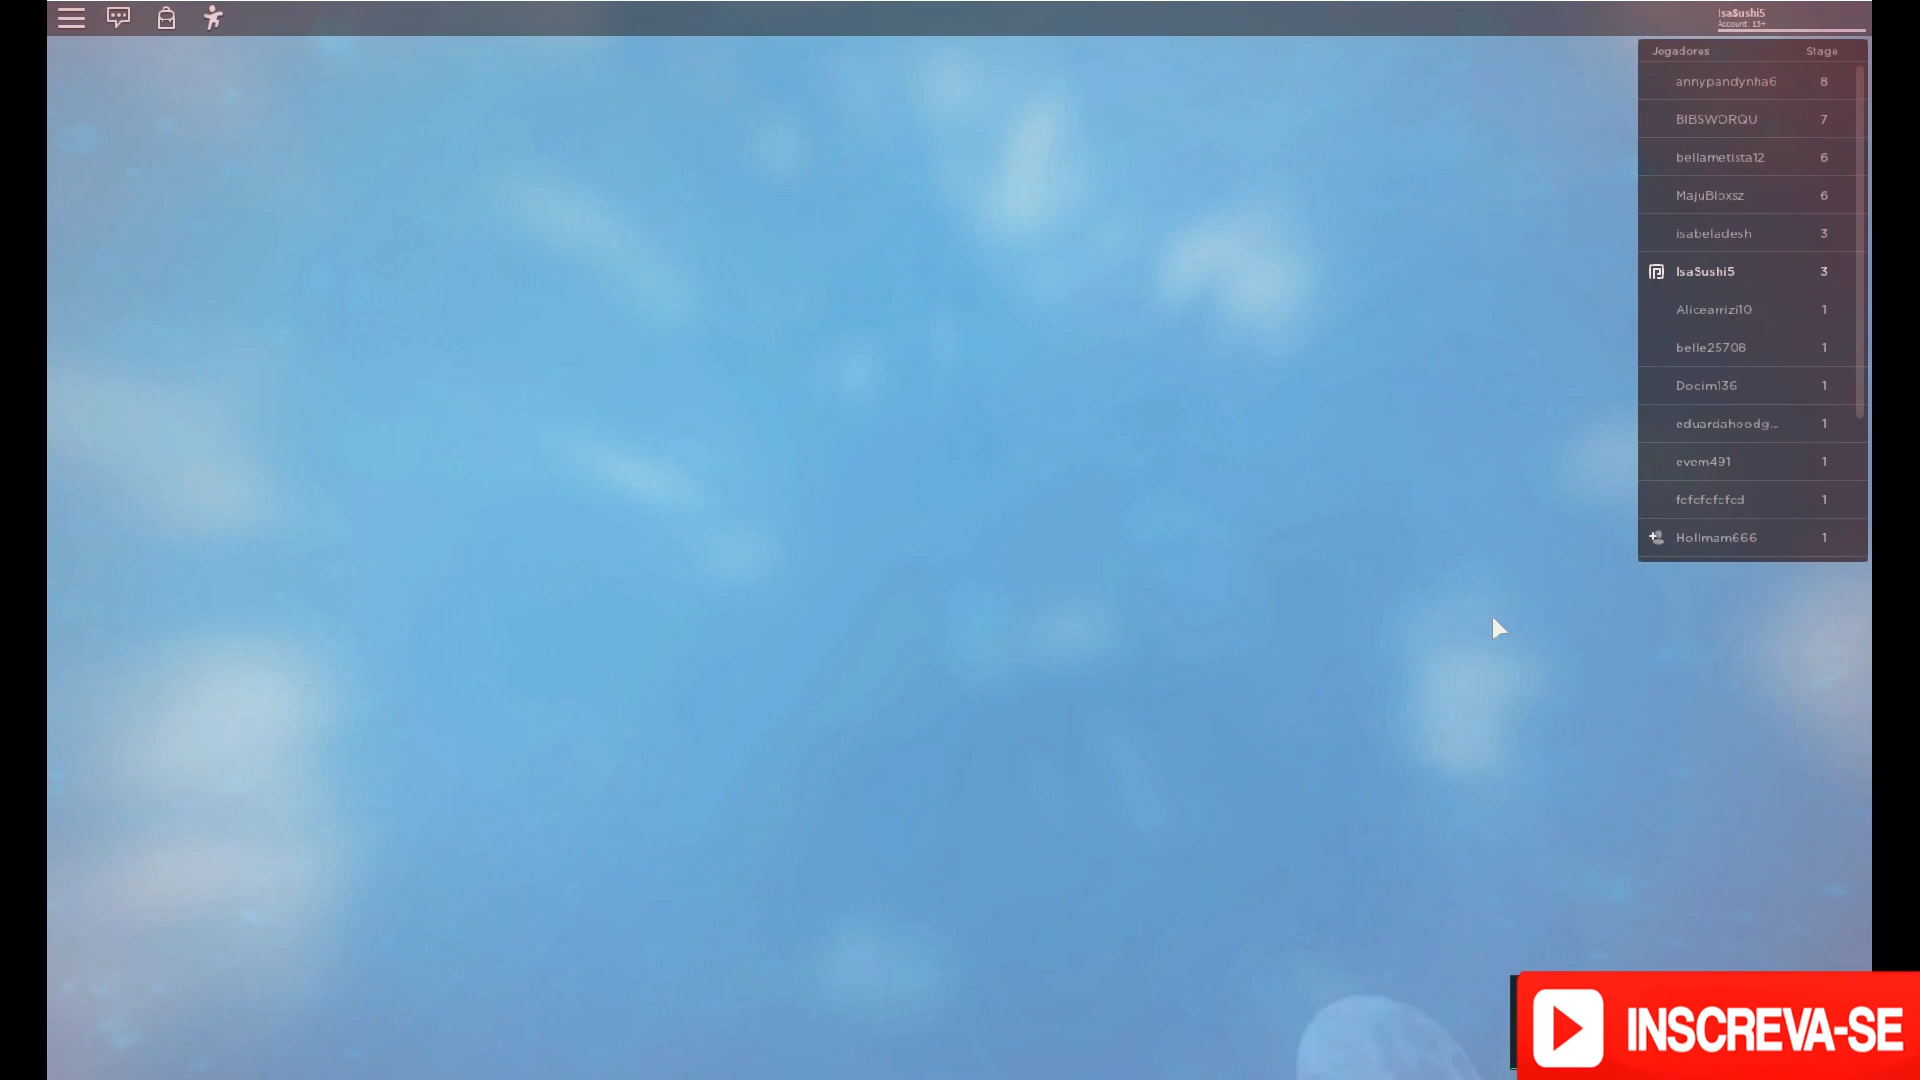 IsaSushi5
Account: 13+
Jogadores Stage
annypandynha6 8
BIBSWORQU 7
bellametista12 6
MajuBloxsz 6
isabeladesh 3
IsaSushi5 3
Alicearrizi10 1
belle25708 1
Docim136 1
eduardahoodg... 1
evem491 1
fcfcfcfcfcd 1
Hollmam666 1
INSCREVA-SE